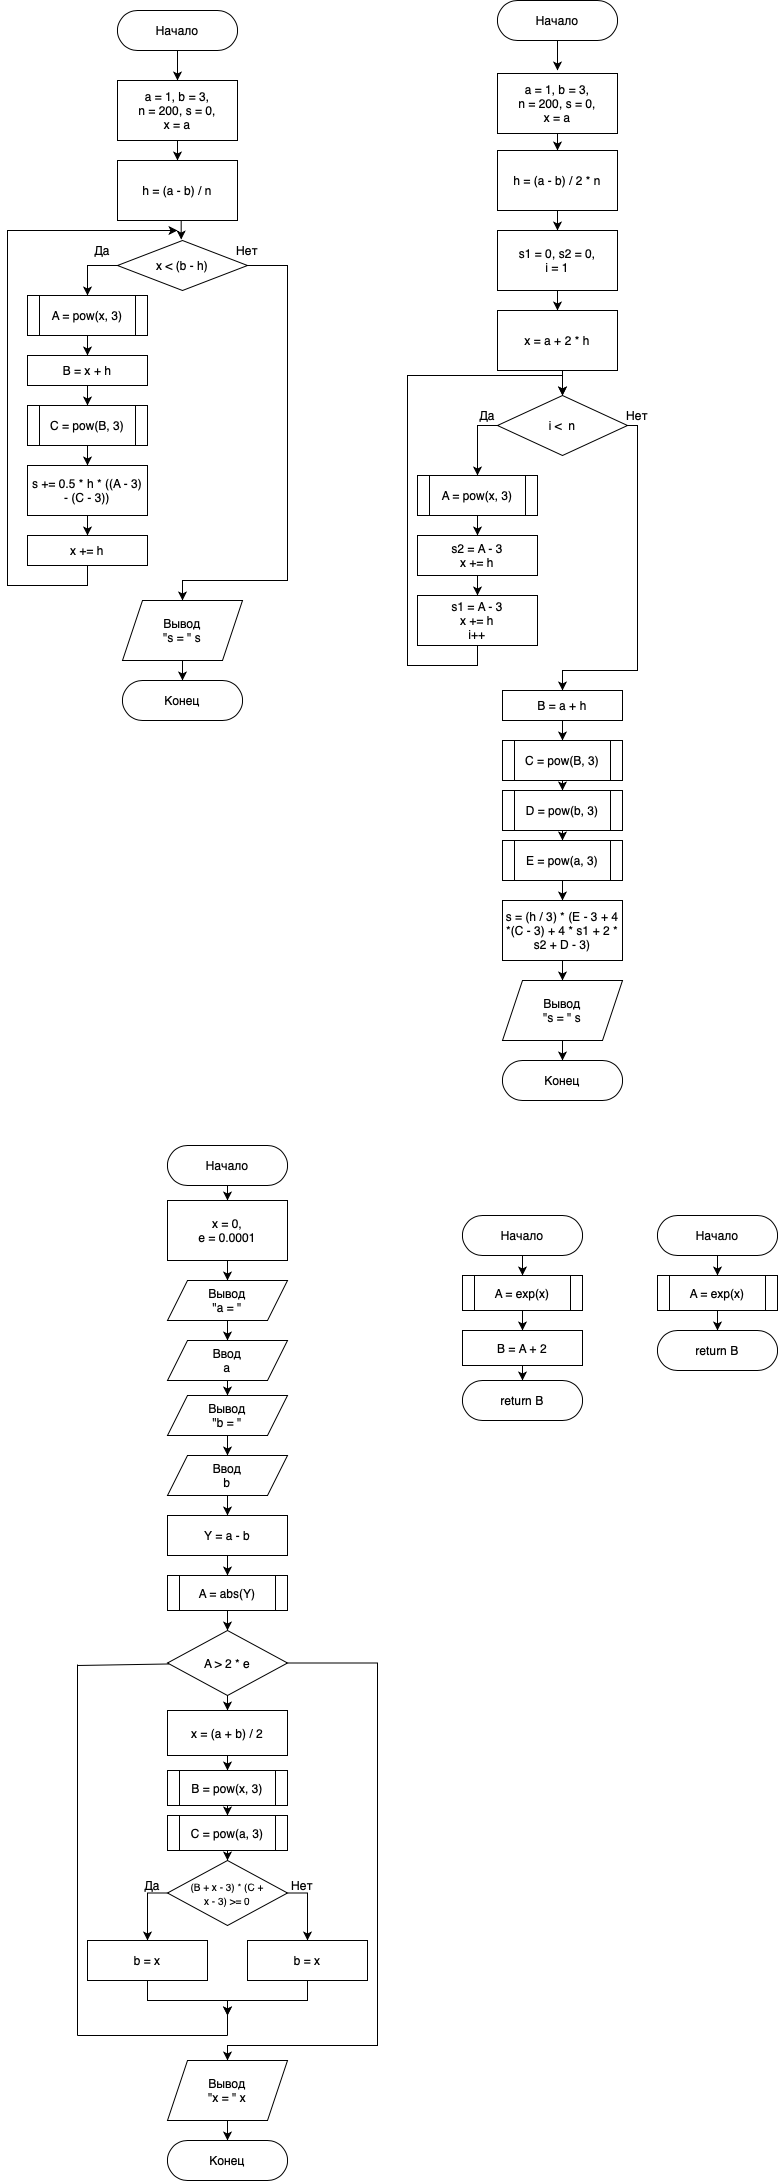 Начало
a = 1, b = 3,
n = 200, s = 0,
x = a
h = (a - b) / n
x < (b - h)
Да
Нет
A = pow(x, 3)
B = x + h
C = pow(B, 3)
s += 0.5 * h * ((A - 3)
- (C - 3))
x += h
Вывод
"s = " s
Конец
Начало
a = 1, b = 3,
n = 200, s = 0,
x = a
h = (a - b) / 2 * n
s1 = 0, s2 = 0,
i = 1
x = a + 2 * h
i < n
Да
Нет
A = pow(x, 3)
s2 = A - 3
x += h
s1 = A - 3
x += h
i++
B = a + h
C = pow(B, 3)
D = pow(b, 3)
E = pow(a, 3)
s = (h / 3) * (E - 3 + 4
*(C - 3) + 4 * s1 + 2 *
s2 + D - 3)
Вывод
"s = " s
Конец
Начало
x = 0,
e = 0.0001
Вывод
"a = "
Ввод
a
Вывод
"b = "
Ввод
b
Y = a - b
A = abs(Y)
A > 2 * e
x = (a + b) / 2
B = pow(x, 3)
C = pow(a, 3)
(B + x - 3) * (C +
x - 3) >= 0
Да
Нет
b = x
b = x
Вывод
"x = " x
Конец
Начало
A = exp(x)
B = A + 2
return B
Начало
A = exp(x)
return B